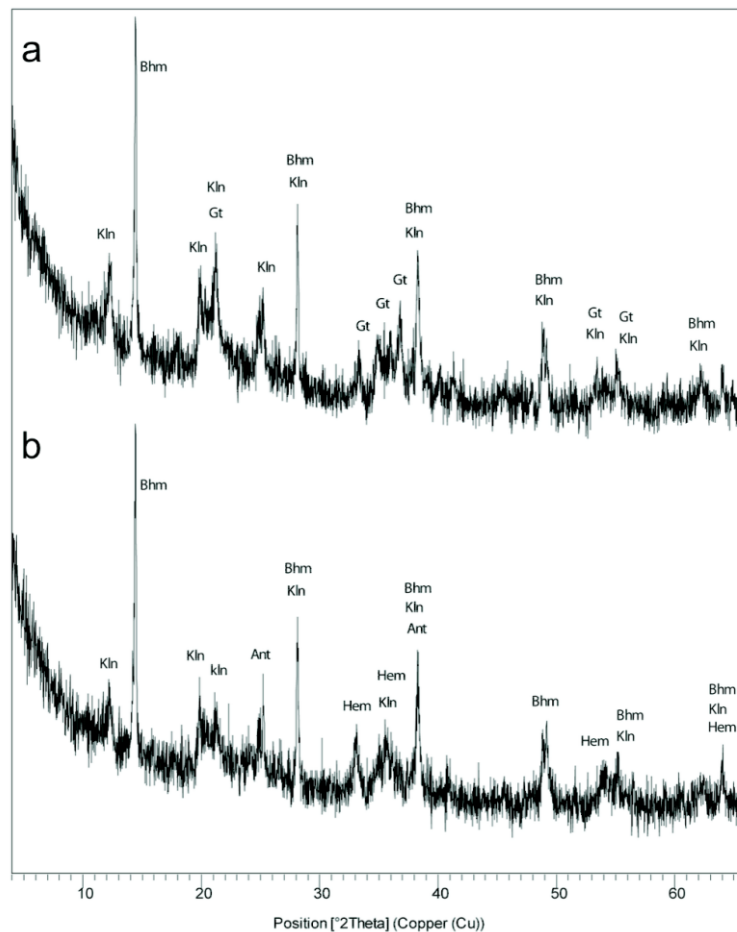 a
Bhm
Kln
Kln
Kln
Gt
Kln
Bhm
Kln
Gt
Gt
Gt
Bhm
Kln
Bhm
Kln
Gt
Kln
Gt
Kln
Bhm
Kln
b
Bhm
Kln
Kln
kln
Ant
Bhm
Kln
Hem
Hem
Kln
Bhm
Kln
Ant
Bhm
Hem
Bhm
Kln
Bhm
Kln
Hem
10 20 30 40 50 60
Position [°2Theta] (Copper (Cu))